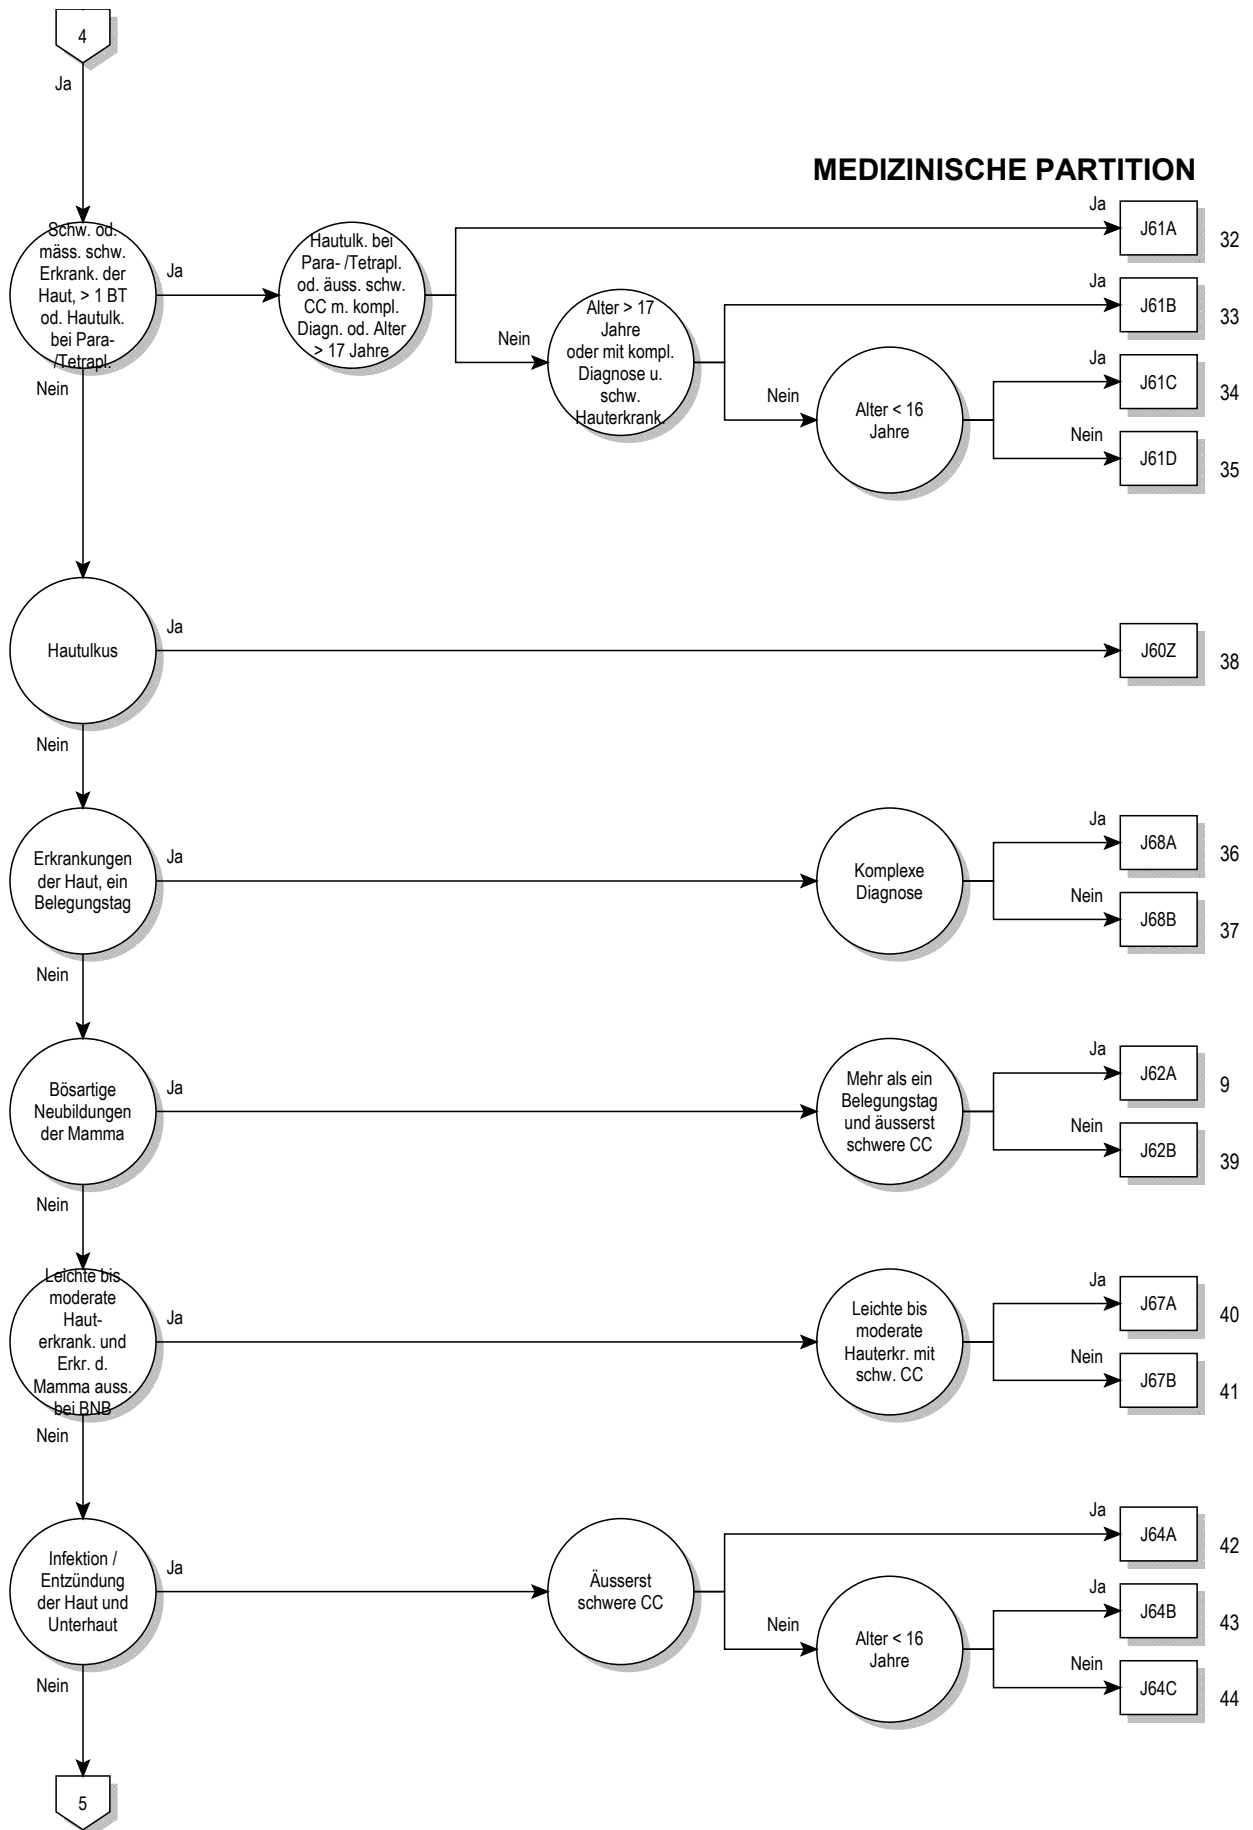 4
Ja
MEDIZINISCHE PARTITION
Schw. od.
mäss. schw.
Erkrank. der
Haut, > 1 BT
od. Hautulk.
bei Para-
/Tetrapl.
Ja
Nein
Hautulk. bei
Para- /Tetrapl.
od. äuss. schw.
CC m. kompl.
Diagn. od. Alter
> 17 Jahre
Ja
J61A
32
Nein
Alter > 17
Jahre
oder mit kompl.
Diagnose u.
schw.
Hauterkrank.
Ja
J61B
33
Nein
Alter < 16
Jahre
Ja
J61C
34
Nein
J61D
35
Hautulkus
Ja
J60Z
38
Nein
Erkrankungen
der Haut, ein
Belegungstag
Ja
Komplexe
Diagnose
Ja
J68A
36
Nein
J68B
37
Nein
Bösartige
Neubildungen
der Mamma
Ja
Mehr als ein
Belegungstag
und äusserst
schwere CC
Ja
J62A
9
Nein
J62B
39
Nein
Leichte bis
moderate
Haut-
erkrank. und
Erkr. d.
Mamma auss.
bei BNB
Ja
Leichte bis
moderate
Hauterkr. mit
schw. CC
Ja
J67A
40
Nein
J67B
41
Nein
Infektion /
Entzündung
der Haut und
Unterhaut
Ja
Äusserst
schwere CC
Ja
J64A
42
Nein
Alter < 16
Jahre
Ja
J64B
43
Nein
J64C
44
Nein
5